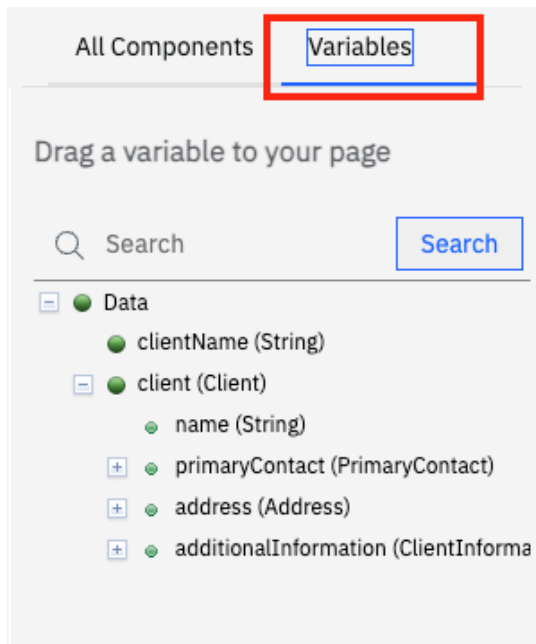 All Components Variables
Drag a variable to your page
Search Search
Data
clientName (String)
client (Client)
name (String)
primaryContact (PrimaryContact)
address (Address)
additionalInformation (ClientInforma